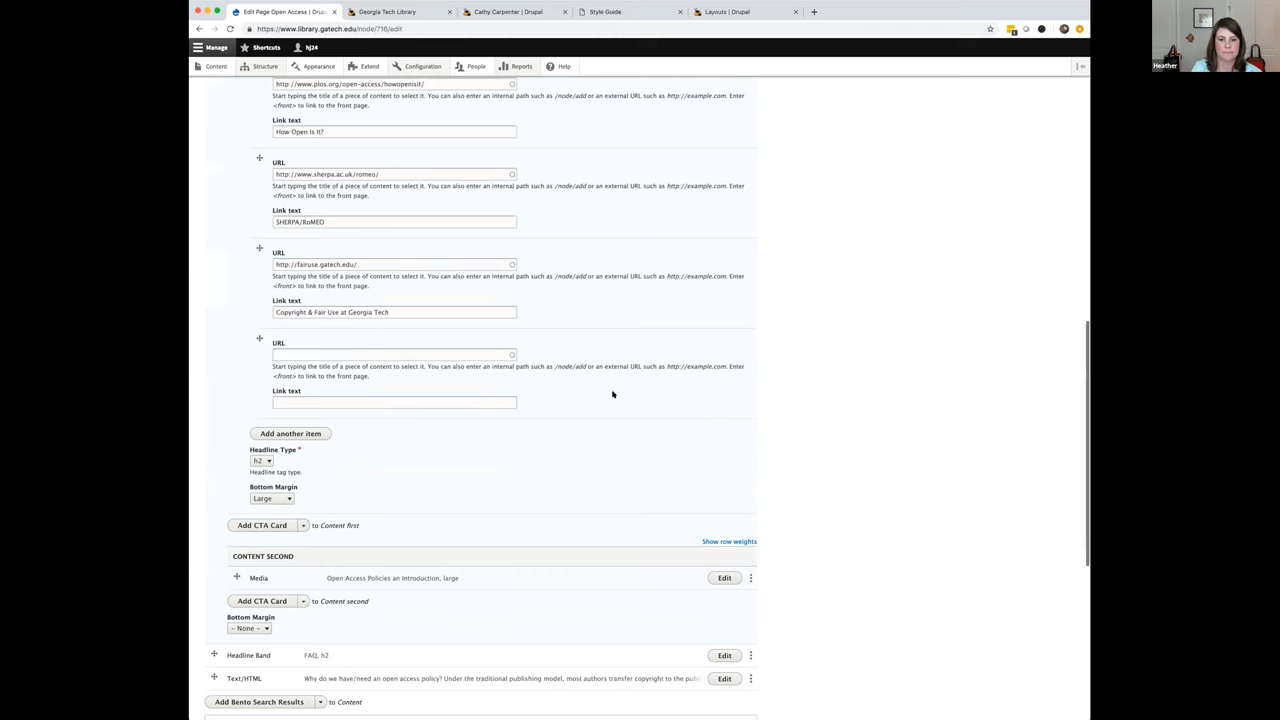 Edit Page Open Access | Drup
Georgia Tech Library
Cathy Carpenter | Drupal
Style Guide
Layouts | Drupal
https://www.library.gatech.edu/node/716/edit
Manage
Shortcuts
hj24
Content
Structure
Appearance
Extend
Configuration
People
Reports
Help
Heather
http://www.plos.org/open-access/howopenisit/
Start typing the title of a piece of content to select it. You can also enter an internal path such as /node/add or an external URL such as http://example.com. Enter
<front> to link to the front page.
Link text
How Open Is It?
URL
http://www.sherpa.ac.uk/romeo/
Start typing the title of a piece of content to select it. You can also enter an internal path such as /node/add or an external URL such as http://example.com. Enter
<front> to link to the front page.
Link text
SHERPA/RoMEO
URL
http://fairuse.gatech.edu/
Start typing the title of a piece of content to select it. You can also enter an internal path such as /node/add or an external URL such as http://example.com. Enter
<front> to link to the front page.
Link text
Copyright & Fair Use at Georgia Tech
URL
Start typing the title of a piece of content to select it. You can also enter an internal path such as /node/add or an external URL such as http://example.com. Enter
<front> to link to the front page.
Link text
Add another item
Headline Type *
h2
Headline tag type.
Bottom Margin
Large
Add CTA Card to Content first
Show row weights
CONTENT SECOND
Media Open Access Policies an Introduction, large Edit
Add CTA Card to Content second
Bottom Margin
- None -
Headline Band FAQ, h2 Edit
Text/HTML Why do we have/need an open access policy? Under the traditional publishing model, most authors transfer copyright to the publ Edit
Add Bento Search Results to Content